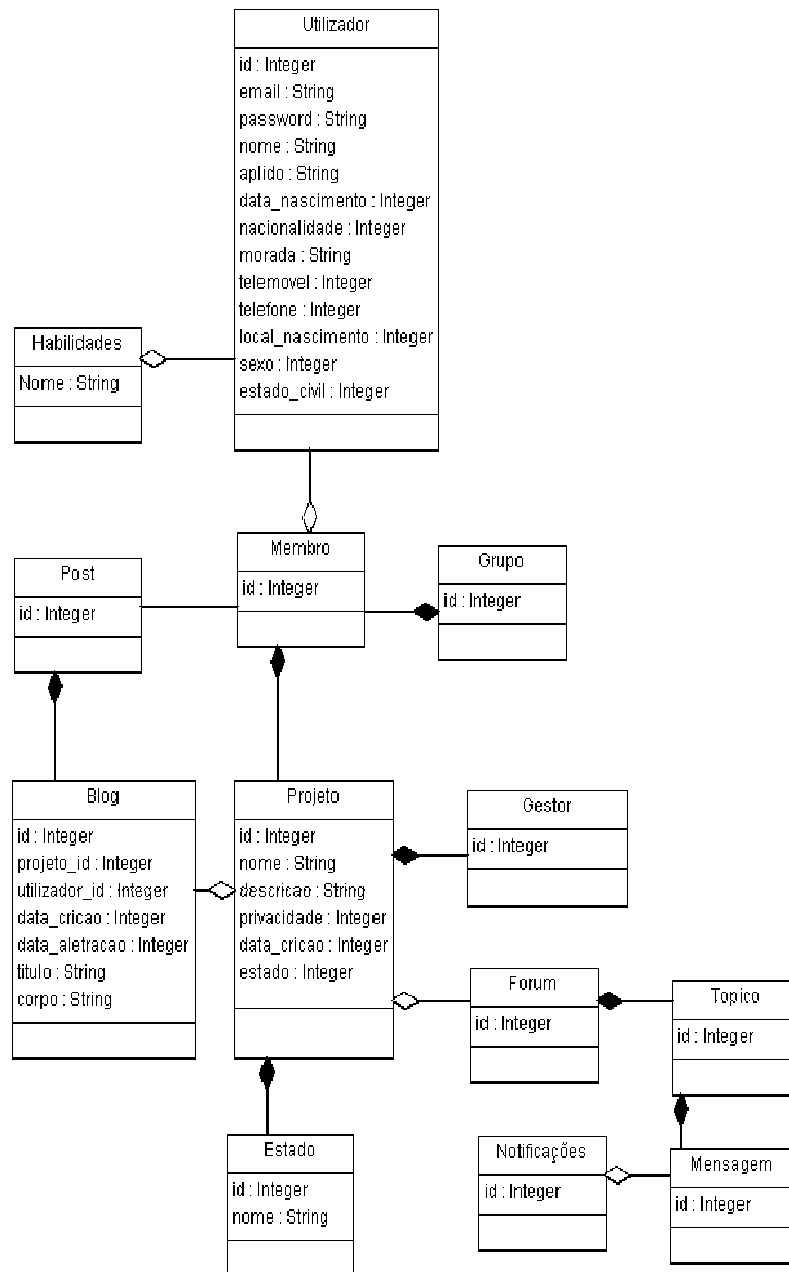 Utilizador
id : Integer
email : String
password : String
nome : String
aplido : String
data_nascimento : Integer
nacionalidade : Integer
morada : String
telemovel : Integer
telefone : Integer
local_nascimento : Integer
sexo : Integer
estado_civil : Integer
Habilidades
Nome : String
Membro
id : Integer
Grupo
id : Integer
Post
id : Integer
Blog
id : Integer
projeto_id : Integer
utilizador_id : Integer
data_cricao : Integer
data_aletracao : Integer
titulo : String
corpo : String
Projeto
id : Integer
nome : String
descricao : String
privacidade : Integer
data_cricao : Integer
estado : Integer
Gestor
id : Integer
Forum
id : Integer
Topico
id : Integer
Estado
id : Integer
nome : String
Notificações
id : Integer
Mensagem
id : Integer